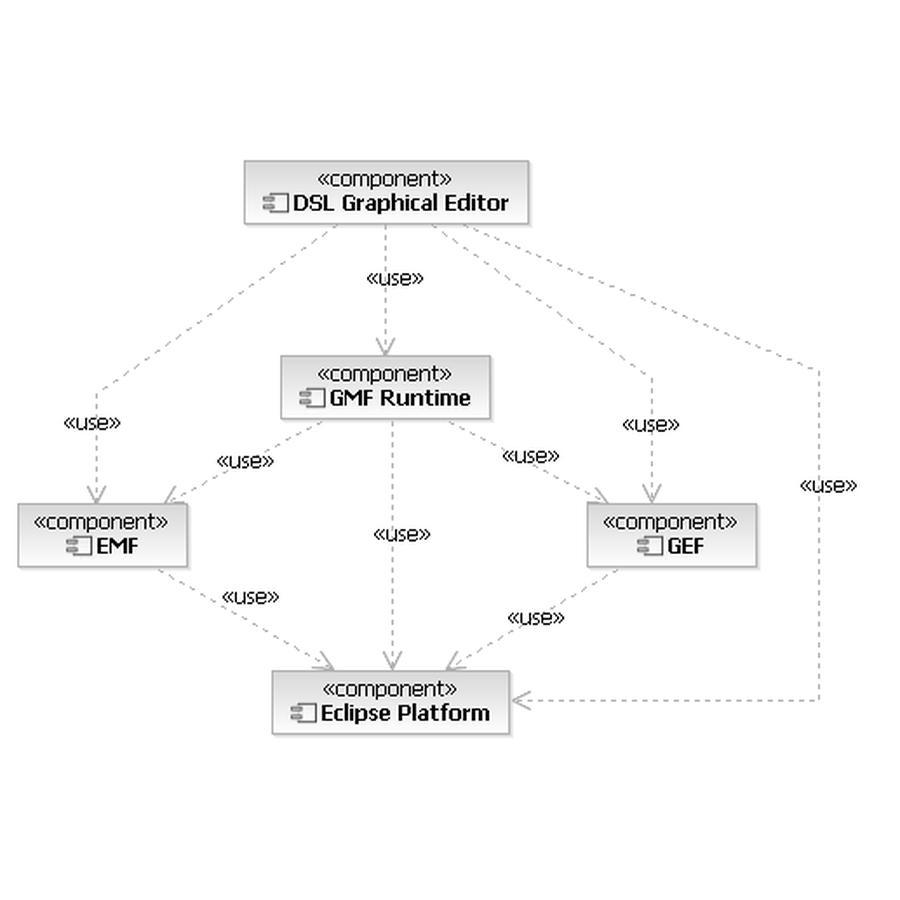 «component»
DSL Graphical Editor
«use»
«component»
GMF Runtime
«use»
«use»
«use»
«use»
«use»
«component»
EMF
«component»
GEF
«use»
«use»
«use»
«component»
Eclipse Platform